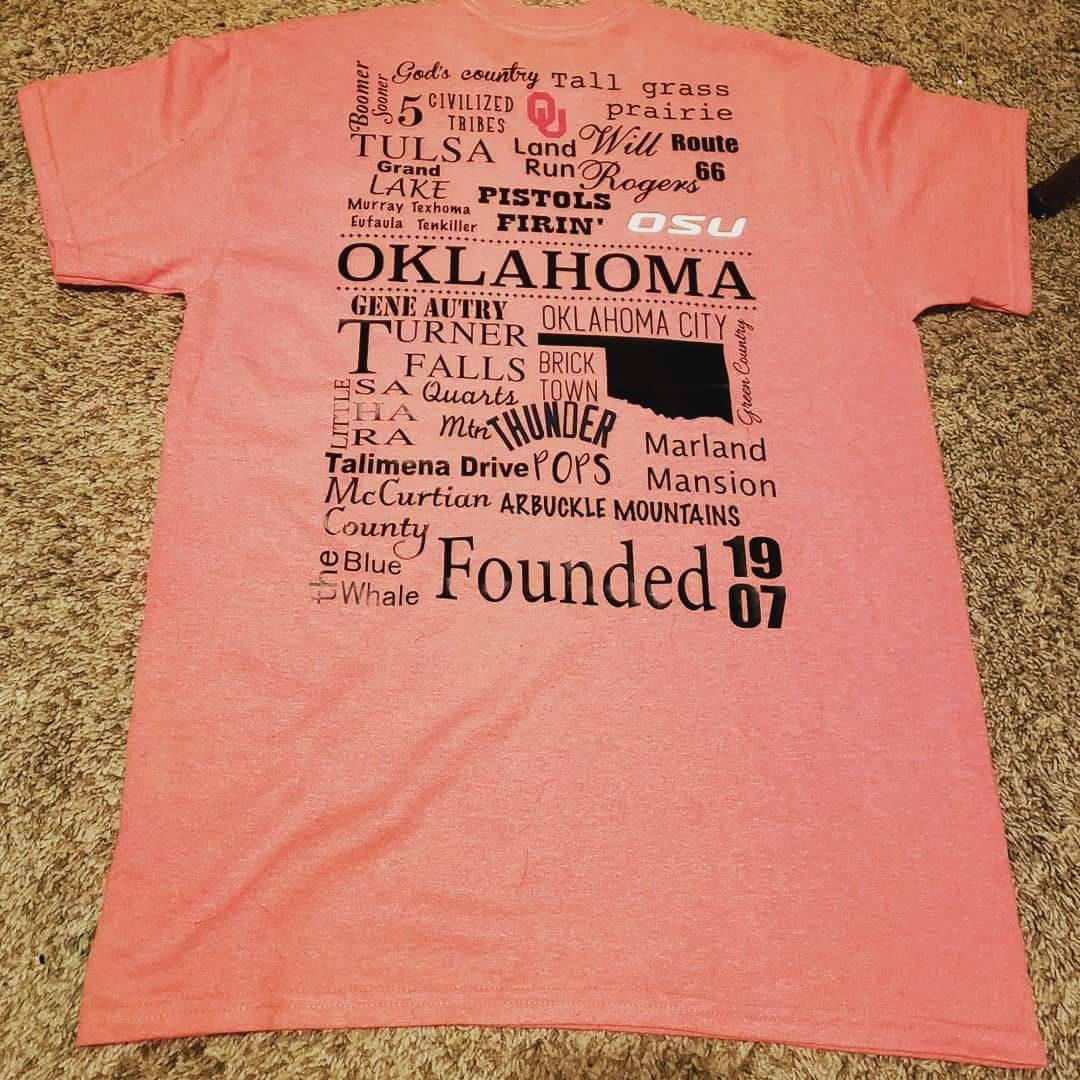 Boomer
Sooner
God's country
Tall grass
prairie
5 CIVILIZED
TRIBES
OU
TULSA
Land
Run
Will
Rogers
Route
66
Grand
LAKE
Murray Texhoma
Eufaula Tenkiller
PISTOLS
FIRIN'
OSU
OKLAHOMA
GENE AUTRY
TURNER
FALLS
OKLAHOMA CITY
BRICK
TOWN
Green Country
LITTLE
SA
HA
RA
Quarts
Mtn
THUNDER
Marland
Mansion
Talimena Drive
POPS
McCurtian
County
ARBUCKLE MOUNTAINS
the
Blue
Whale
Founded
19
07